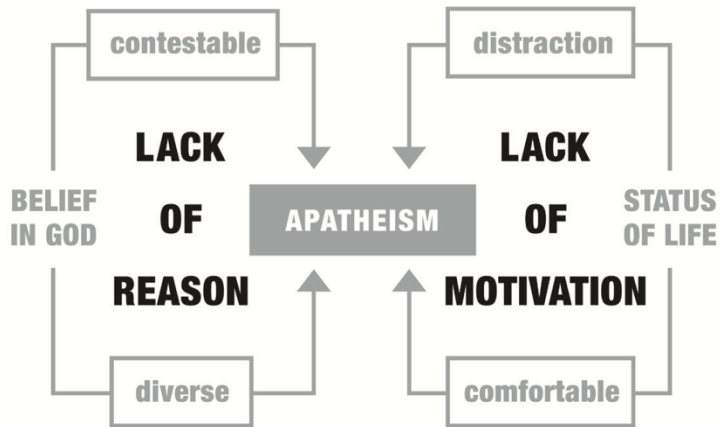 contestable
distraction
LACK
OF
REASON
LACK
OF
MOTIVATION
BELIEF
IN GOD
APATHEISM
STATUS
OF LIFE
diverse
comfortable